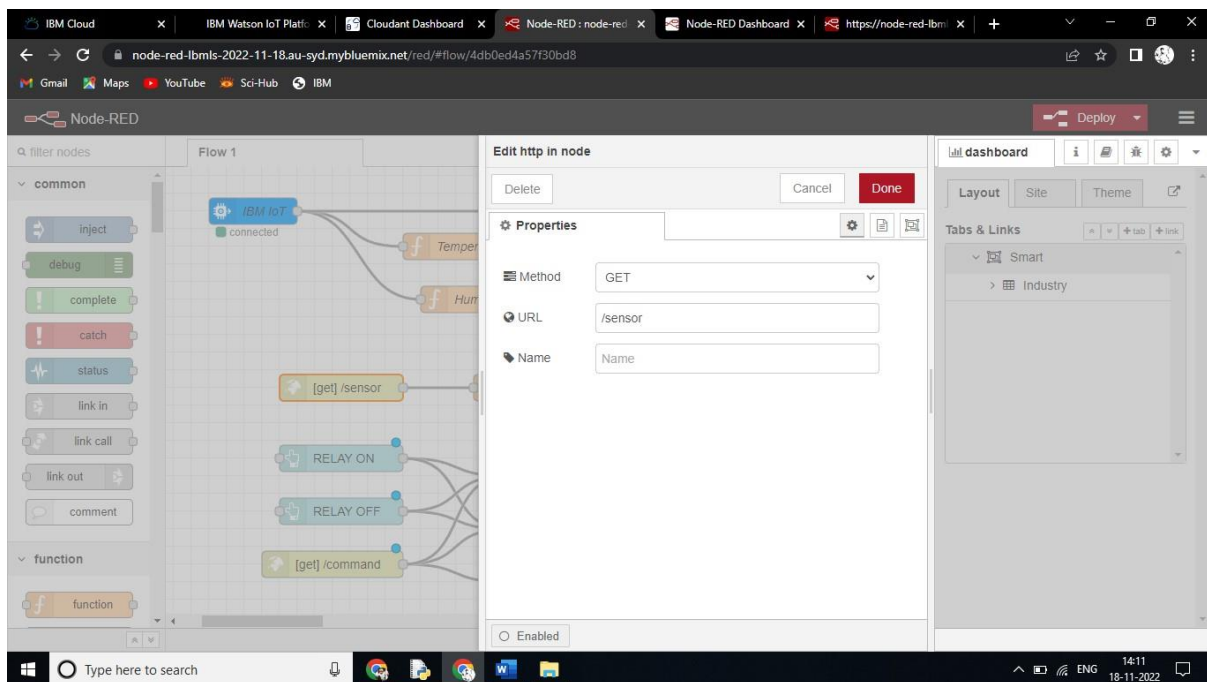 IBM Cloud
IBM Watson IoT Platfo
Cloudant Dashboard
Node-RED : node-red
Node-RED Dashboard
https://node-red-lbml
node-red-lbmls-2022-11-18.au-syd.mybluemix.net/red/#flow/4db0ed4a57f30bd8
Gmail
Maps
YouTube
Sci-Hub
IBM
Node-RED
Deploy
filter nodes
common
inject
debug
complete
catch
status
link in
link call
link out
comment
function
function
Flow 1
IBM IoT
connected
Temper
Hum
[get] /sensor
RELAY ON
RELAY OFF
[get] /command
Edit http in node
Delete
Cancel
Done
Properties
Method
GET
URL
/sensor
Name
Name
Enabled
dashboard
i
Layout
Site
Theme
Tabs & Links
+ tab
+ link
Smart
Industry
Type here to search
ENG
14:11
18-11-2022